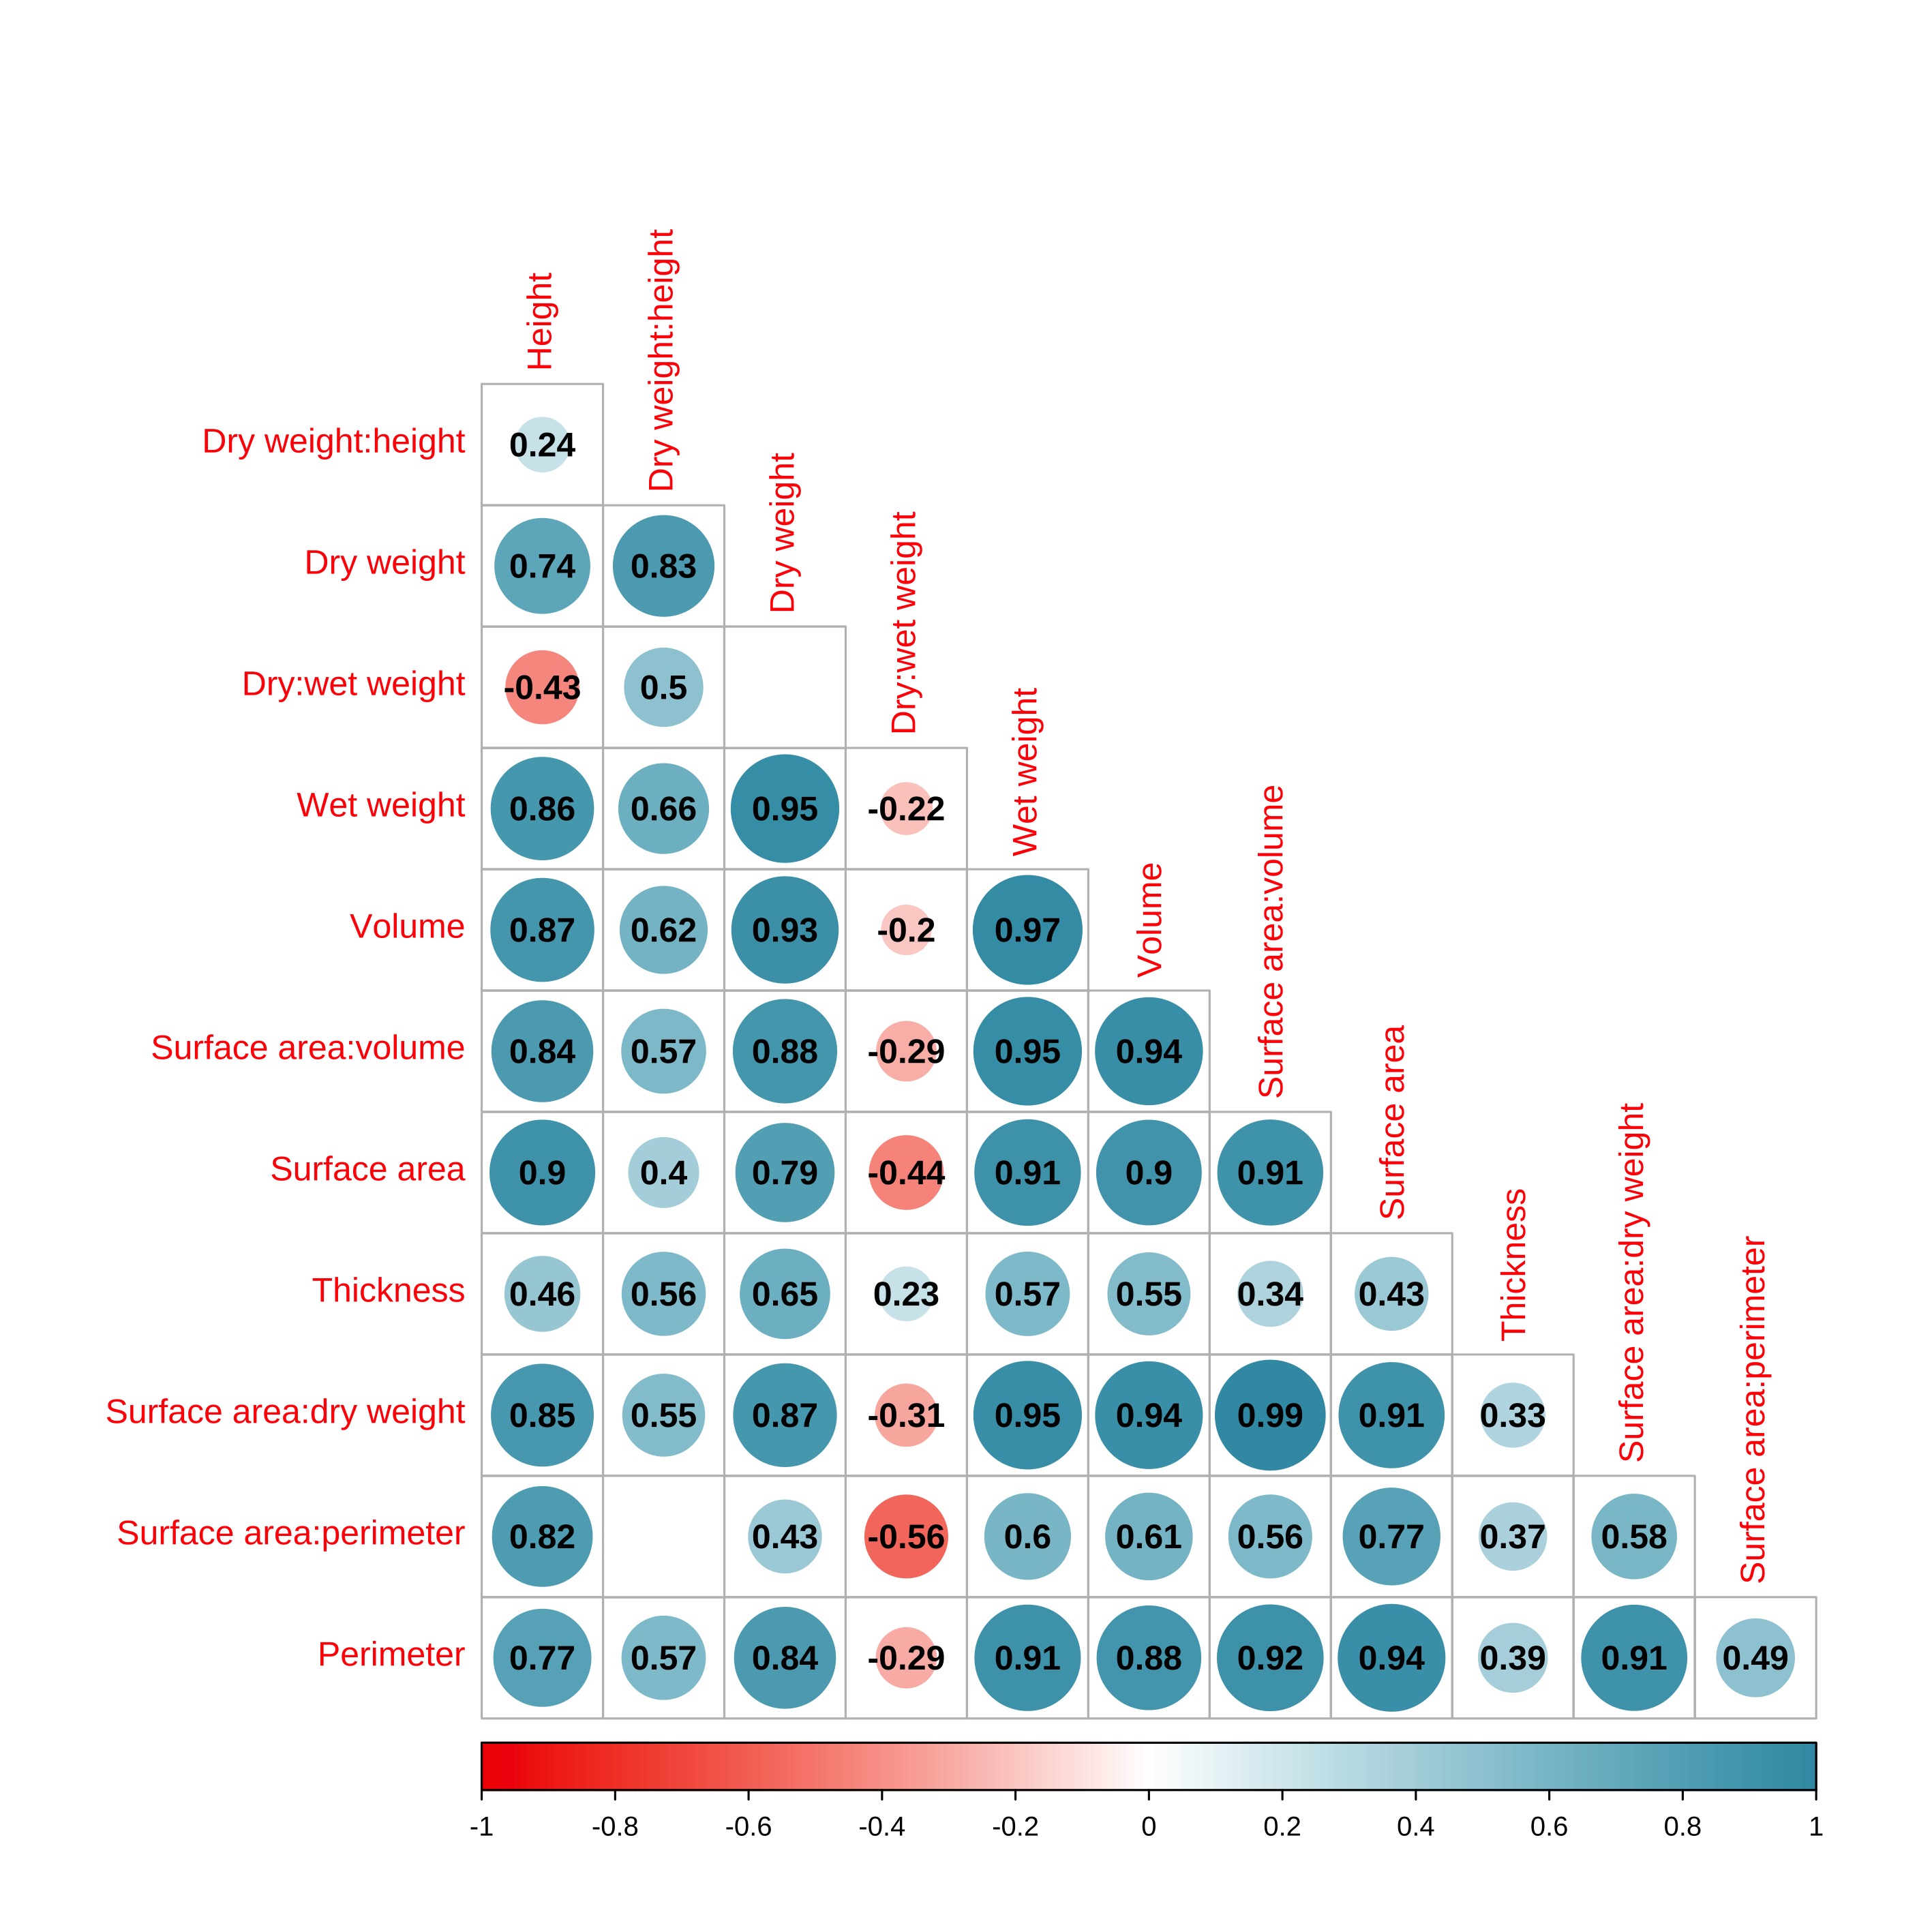 Height
Dry weight:height
Dry weight
Dry:wet weight
Wet weight
Volume
Surface area:volume
Surface area
Thickness
Surface area:dry weight
Surface area:perimeter
Dry weight:height 0.24
Dry weight 0.74 0.83
Dry:wet weight -0.43 0.5
Wet weight 0.86 0.66 0.95 -0.22
Volume 0.87 0.62 0.93 -0.2 0.97
Surface area:volume 0.84 0.57 0.88 -0.29 0.95 0.94
Surface area 0.9 0.4 0.79 -0.44 0.91 0.9 0.91
Thickness 0.46 0.56 0.65 0.23 0.57 0.55 0.34 0.43
Surface area:dry weight 0.85 0.55 0.87 -0.31 0.95 0.94 0.99 0.91 0.33
Surface area:perimeter 0.82 0.43 -0.56 0.6 0.61 0.56 0.77 0.37 0.58
Perimeter 0.77 0.57 0.84 -0.29 0.91 0.88 0.92 0.94 0.39 0.91 0.49
-1 -0.8 -0.6 -0.4 -0.2 0 0.2 0.4 0.6 0.8 1